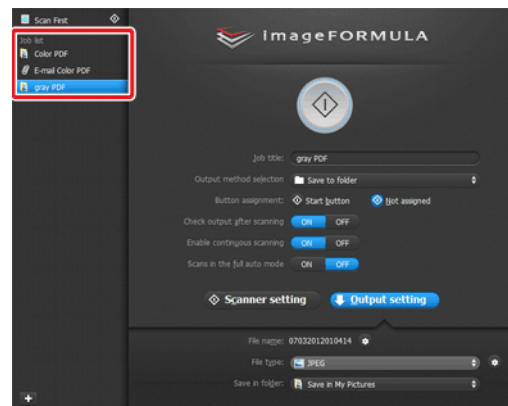 Scan First
Job list
Color PDF
E-mail Color PDF
gray PDF
imageFORMULA
Job title: gray PDF
Output method selection Save to folder
Button assignment: Start button Not assigned
Check output after scanning ON OFF
Enable continyous scanning ON OFF
Scans in the full auto mode ON OFF
Scanner setting Output setting
File name: 07032012010414
File type: JPEG
Save in folder: Save in My Pictures